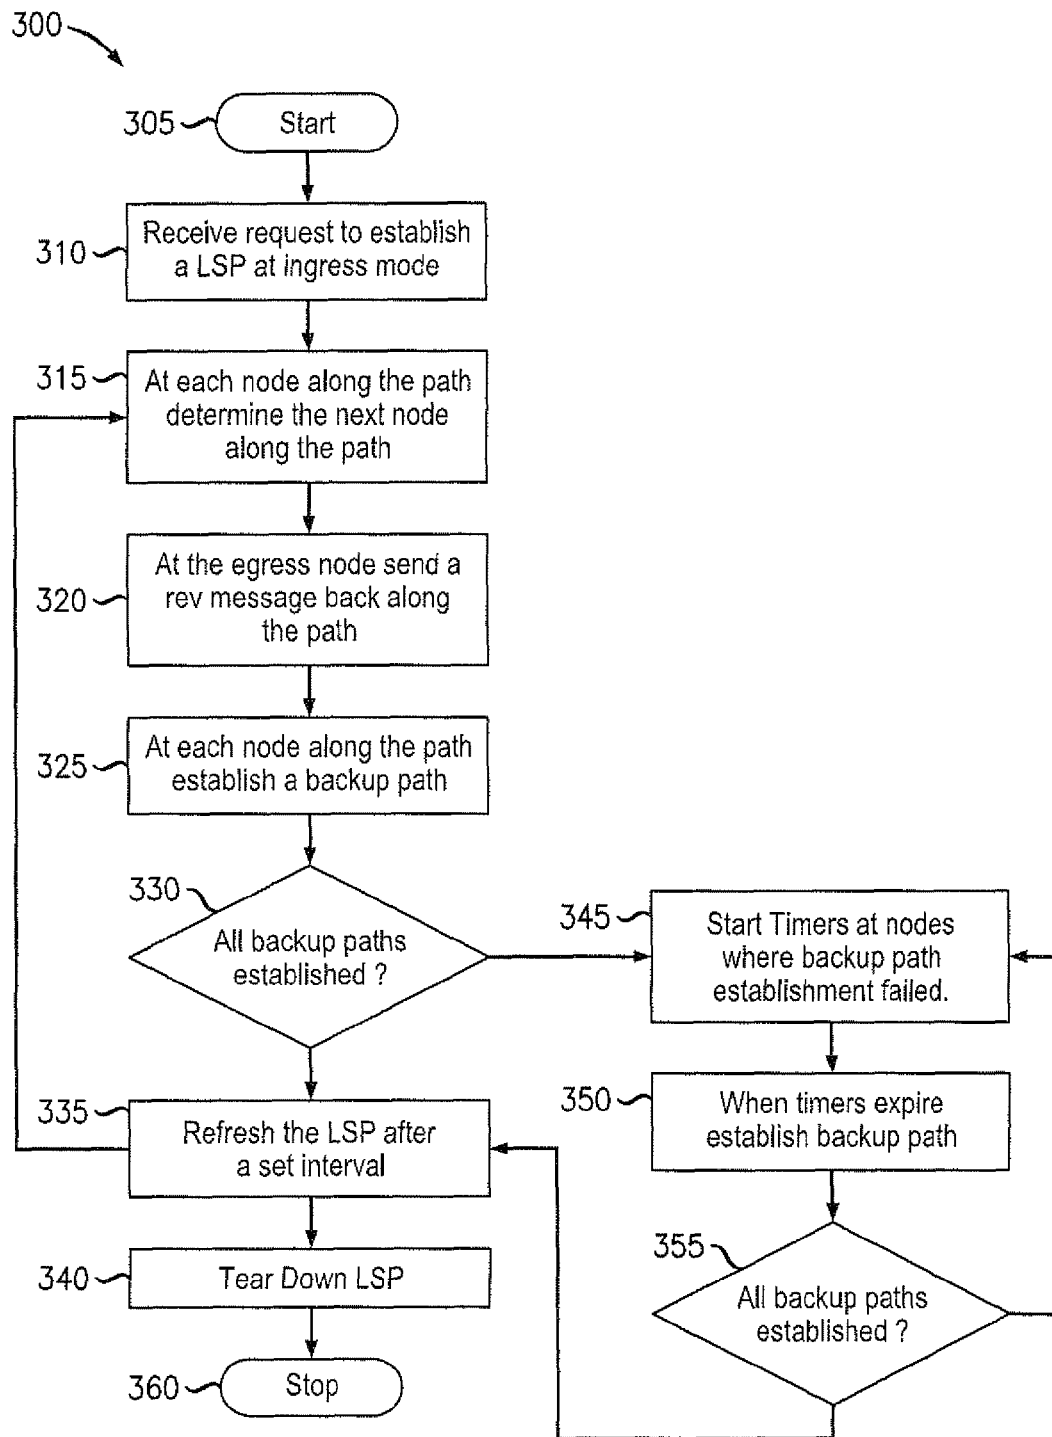 300
305
Start
310
Receive request to establish
a LSP at ingress mode
315
At each node along the path
determine the next node
along the path
320
At the egress node send a
rev message back along
the path
325
At each node along the path
establish a backup path
330
All backup paths
established ?
345
Start Timers at nodes
where backup path
establishment failed.
335
Refresh the LSP after
a set interval
350
When timers expire
establish backup path
340
Tear Down LSP
355
All backup paths
established ?
360
Stop